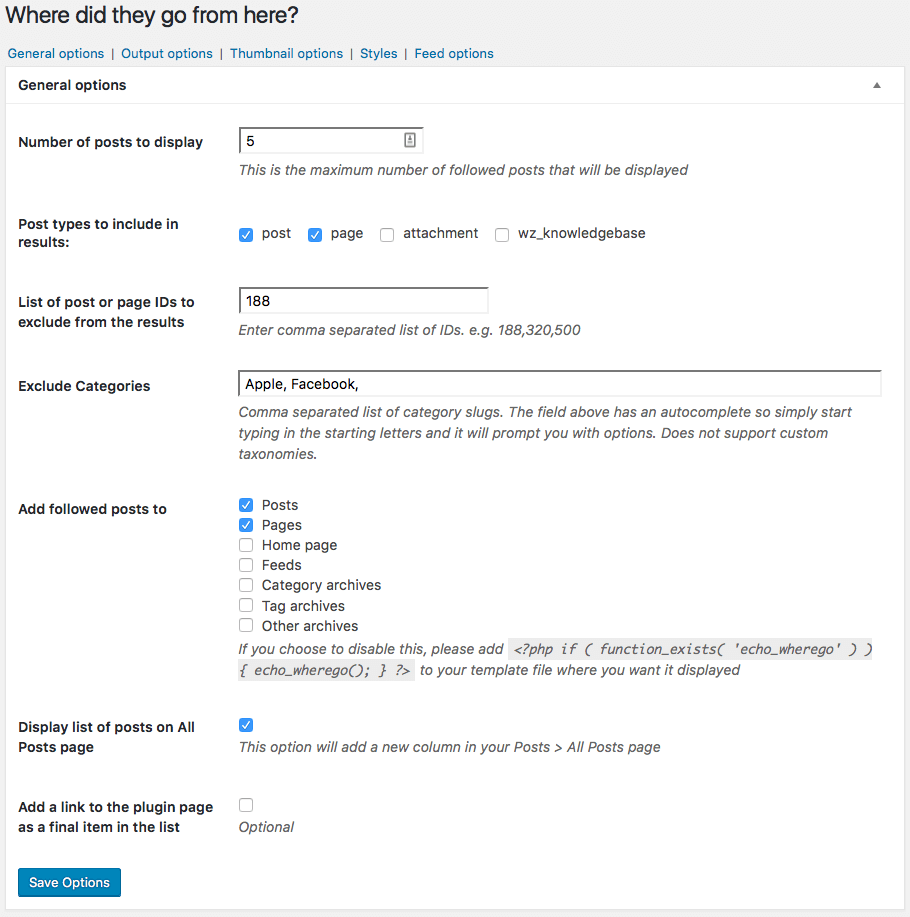 Where did they go from here?
General options | Output options | Thumbnail options | Styles | Feed options
General options
Number of posts to display
5
This is the maximum number of followed posts that will be displayed
Post types to include in
results:
post page attachment wz_knowledgebase
List of post or page IDs to
exclude from the results
188
Enter comma separated list of IDs. e.g. 188,320,500
Exclude Categories
Apple, Facebook,
Comma separated list of category slugs. The field above has an autocomplete so simply start
typing in the starting letters and it will prompt you with options. Does not support custom
taxonomies.
Add followed posts to
Posts
Pages
Home page
Feeds
Category archives
Tag archives
Other archives
If you choose to disable this, please add <?php if ( function_exists( 'echo_wherego' ) )
{ echo_wherego(); } ?> to your template file where you want it displayed
Display list of posts on All
Posts page
This option will add a new column in your Posts > All Posts page
Add a link to the plugin page
as a final item in the list
Optional
Save Options